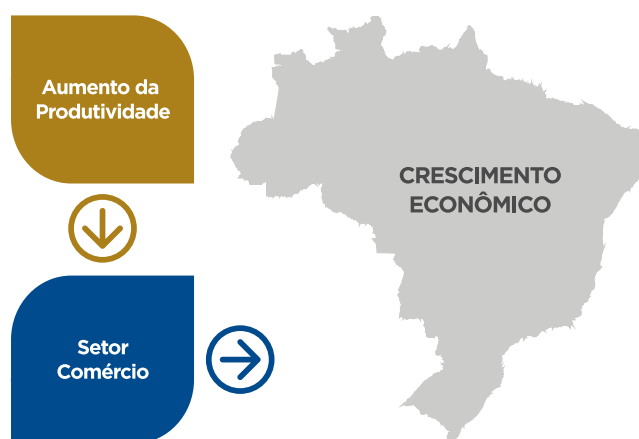 Aumento da
Produtividade
CRESCIMENTO
ECONÔMICO
Setor
Comércio